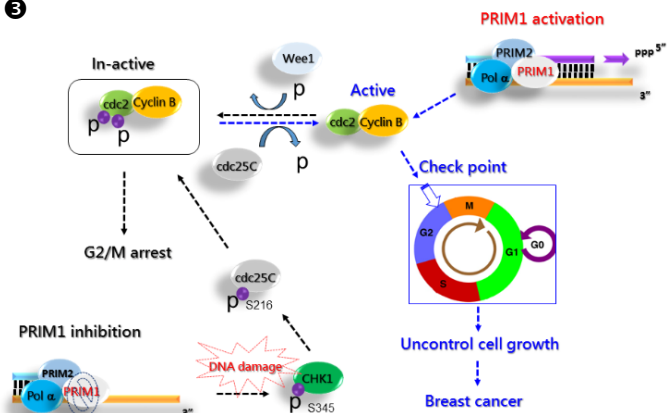 3
PRIM1 activation
PRIM2
ppp 5"
Pol α
PRIM1
3"
Wee1
In-active
P
Active
cdc2 Cyclin B
P P
cdc2 Cyclin B
cdc25C
P
Check point
M
G2
G1
G0
S
G2/M arrest
cdc25C
P
S216
Uncontrol cell growth
PRIM1 inhibition
DNA damage
CHK1
PRIM2
Pol α
PRIM1
P
S345
Breast cancer